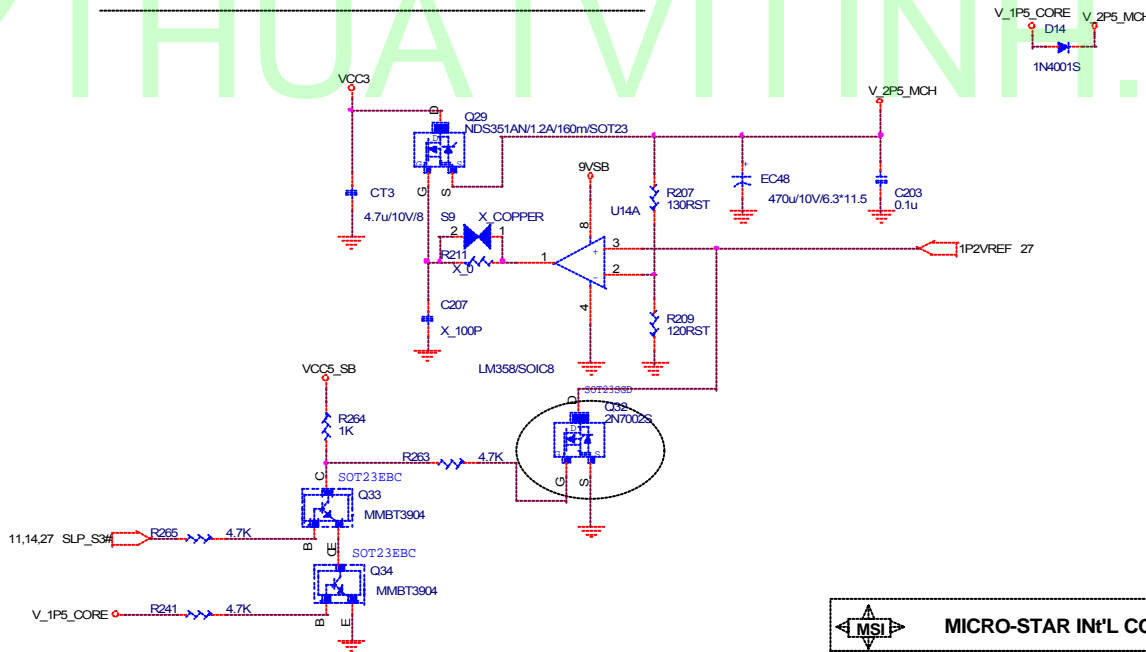 YTHUATVITINH.
V_1P5_CORE
V_2P5_MCH
D14
1N4001S
VCC3
V_2P5_MCH
D
Q29
NDS351AN/1.2A/160m/SOT23
D
G
S
G
S
CT3
4.7u/10V/8
S9
X_COPPER
2
1
R211
X_0
C207
X_100P
9VSB
U14A
8
1
3
+
2
-
4
LM358/SOIC8
R207
130RST
R209
120RST
EC48
+
470u/10V/6.3*11.5
C203
0.1u
1P2VREF 27
VCC5_SB
R264
1K
R263
4.7K
SOT23SGD
D
Q32
2N7002S
D
G
S
G
S
C
SOT23EBC
Q33
MMBT3904
11,14,27 SLP_S3#
R265
4.7K
B
CE
SOT23EBC
Q34
MMBT3904
V_1P5_CORE
R241
4.7K
B
E
MSI
MICRO-STAR INt'L CO